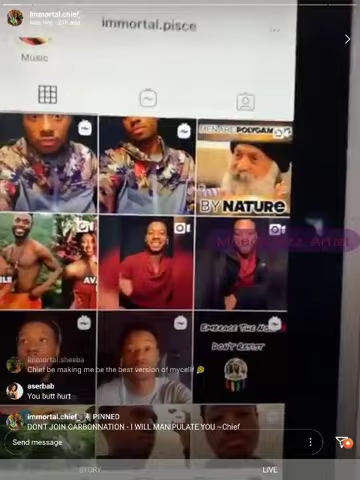 immortal.chief_
immortal.pisce
Music
MEN ARE POLYGAM
BY NATURE
EMBRACE THE NO
DON'T RESIST
immortal.sheeba
Chief be making me be the best version of mycellf
aserbab
You butt hurt
immortal.chief_ PINNED
DONT JOIN CARBONNATION - I WILL MANIPULATE YOU ~Chief
Send message
STORY
LIVE